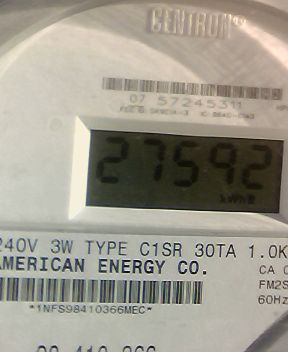 CENTRON®
07 57245311
27592
kWh
240V 3W TYPE C1SR 30TA 1.0K
AMERICAN ENERGY CO.
CA
FM2S
60Hz
*1NFS98410366MEC*